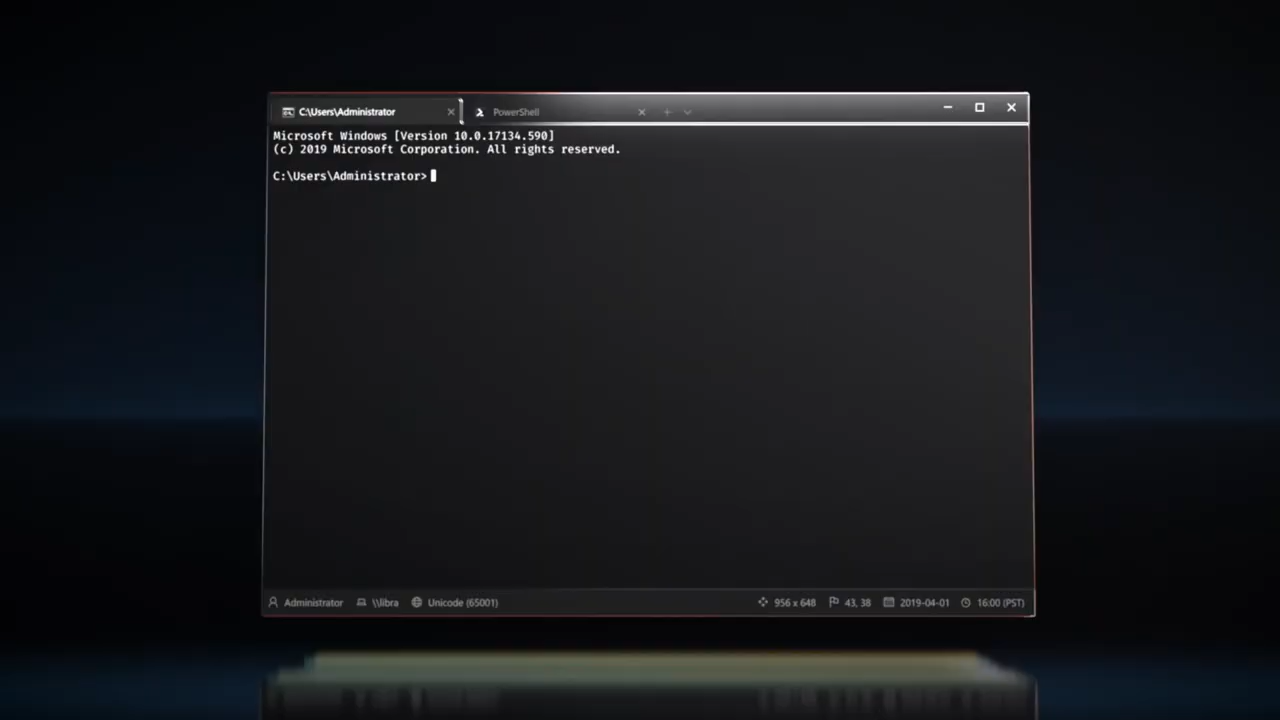 C:\Users\Administrator
PowerShell
Microsoft Windows [Version 10.0.17134.590]
(c) 2019 Microsoft Corporation. All rights reserved.
C:\Users\Administrator>
Administrator \\libra Unicode (65001) 956 x 648 43, 38 2019-04-01 16:00 (PST)